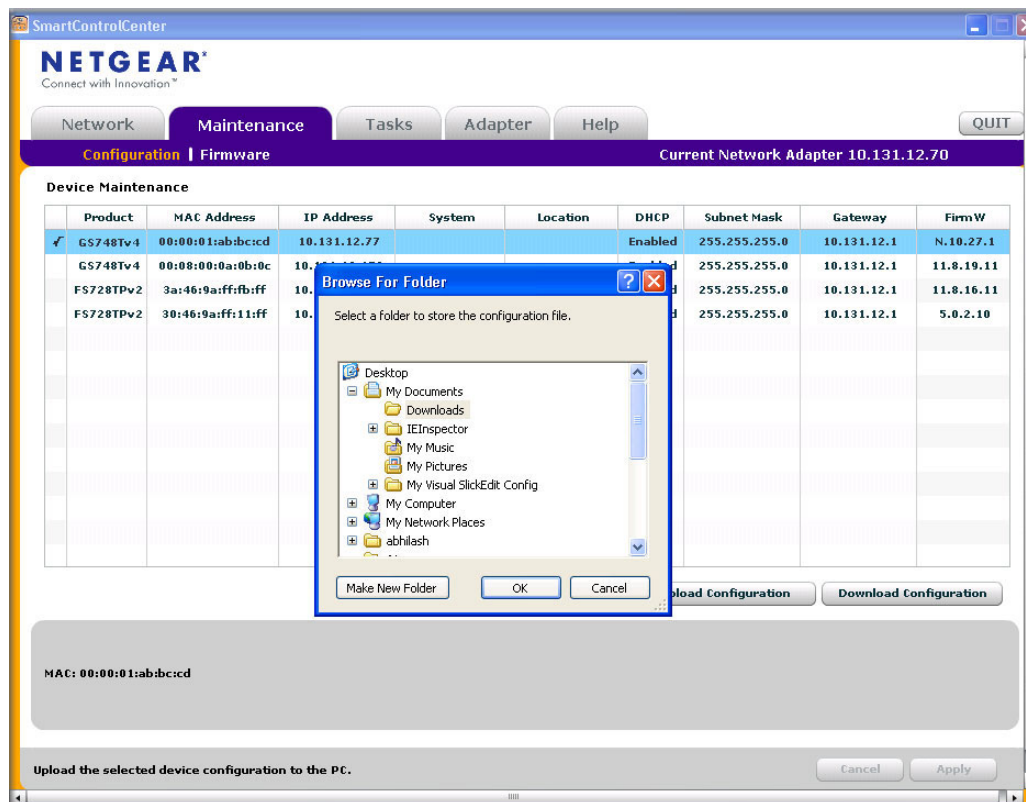 SmartControlCenter
NETGEAR®
Connect with Innovation™
Network Maintenance Tasks Adapter Help QUIT
Configuration | Firmware Current Network Adapter 10.131.12.70
Device Maintenance
Product MAC Address IP Address System Location DHCP Subnet Mask Gateway FirmW
√ GS748Tv4 00:00:01:ab:bc:cd 10.131.12.77 Enabled 255.255.255.0 10.131.12.1 N.10.27.1
GS748Tv4 00:08:00:0a:0b:0c 255.255.255.0 10.131.12.1 11.8.19.11
FS728TPv2 3a:46:9a:ff:fb:ff 10. 255.255.255.0 10.131.12.1 11.8.16.11
FS728TPv2 30:46:9a:ff:11:ff 10. 255.255.255.0 10.131.12.1 5.0.2.10
Browse For Folder
Select a folder to store the configuration file.
Desktop
My Documents
Downloads
IEInspector
My Music
My Pictures
My Visual SlickEdit Config
My Computer
My Network Places
abhilash
Make New Folder OK Cancel
load Configuration Download Configuration
MAC: 00:00:01:ab:bc:cd
Upload the selected device configuration to the PC. Cancel Apply